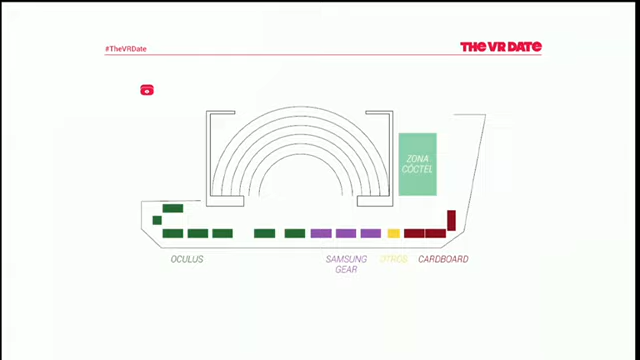 #TheVRDate
THE VR DATE
ZONA
CÓCTEL
OCULUS
SAMSUNG
GEAR
OTROS
CARDBOARD